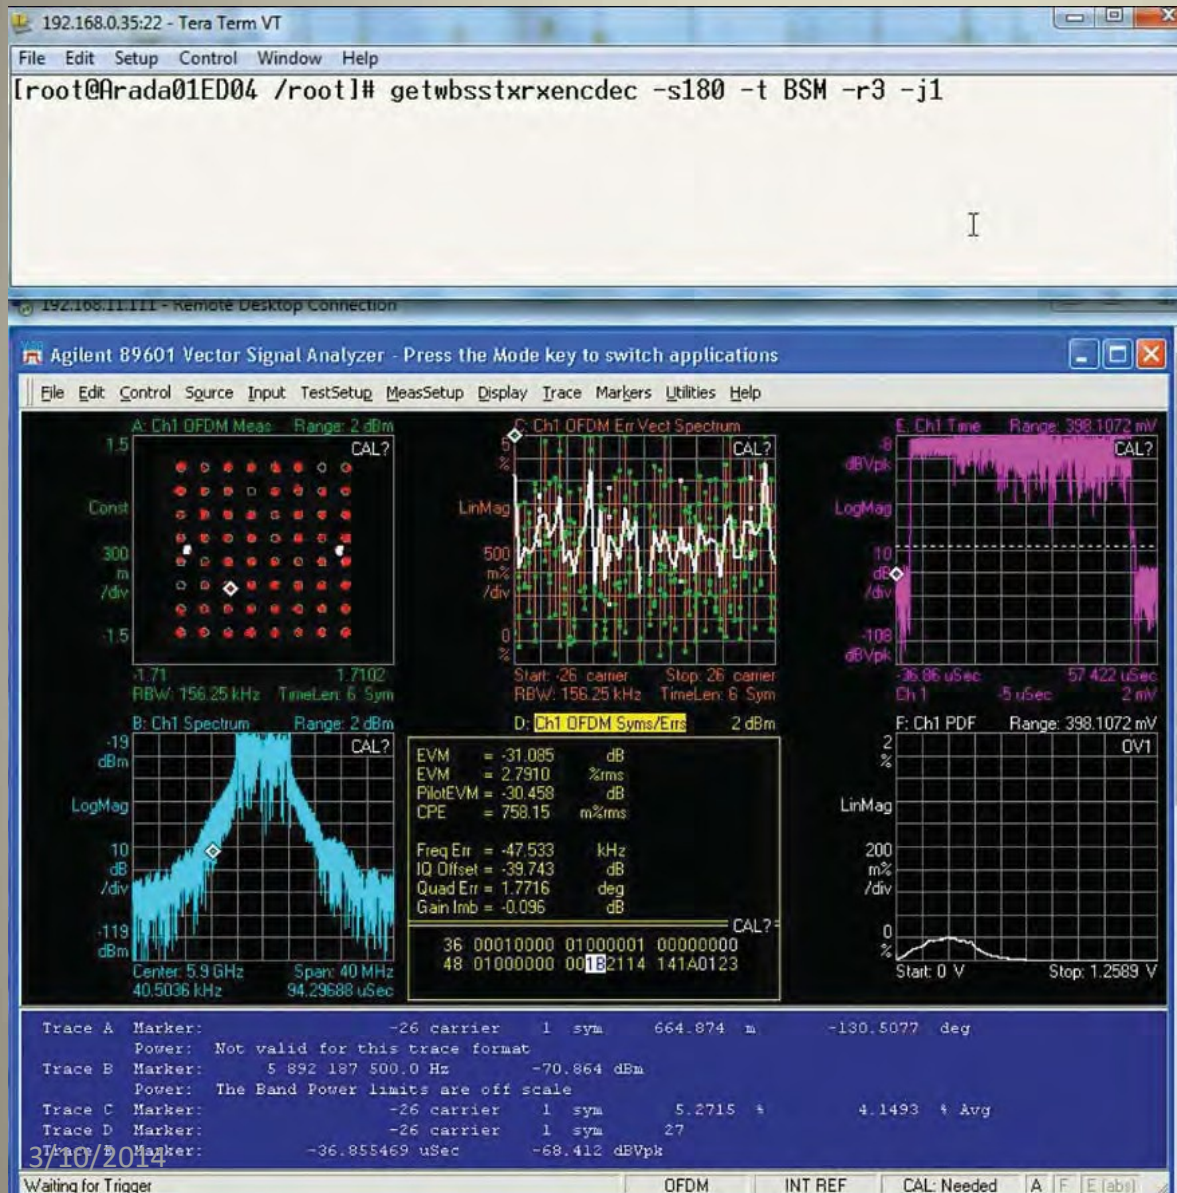 192.168.0.35:22 - Tera Term VT
File Edit Setup Control Window Help
[root@Arada01ED04 /root]# getwbsstxrxencdec -s180 -t BSM -r3 -j1
192.168.11.111 - Remote Desktop Connection
Agilent 89601 Vector Signal Analyzer - Press the Mode key to switch applications
File Edit Control Source Input TestSetup MeasSetup Display Trace Markers Utilities Help
A: Ch1 OFDM Meas Range: 2 dBm
1.5
CAL?
Const
300
m
/div
-1.5
-1.71 1.7102
RBW: 156.25 kHz TimeLen: 6 Sym
C: Ch1 OFDM Err Vect Spectrum
5
%
CAL?
LinMag
500
m%
/div
0
%
Start: -26 carrier Stop: 26 carrier
RBW: 156.25 kHz TimeLen: 6 Sym
E: Ch1 Time Range: 398.1072 mV
-8
dBVpk
CAL?
LogMag
10
dB
/div
-108
dBVpk
-36.86 uSec 57.422 uSec
Ch 1 -5 uSec 2 mV
B: Ch1 Spectrum Range: 2 dBm
-19
dBm
CAL?
LogMag
10
dB
/div
-119
dBm
Center: 5.9 GHz Span: 40 MHz
40.5036 kHz 94.29688 uSec
D: Ch1 OFDM Syms/Errs 2 dBm
EVM = -31.085 dB
EVM = 2.7910 %rms
PilotEVM = -30.458 dB
CPE = 758.15 m%rms
Freq Err = -47.533 kHz
IQ Offset = -39.743 dB
Quad Err = 1.7716 deg
Gain Imb = -0.096 dB
CAL?
36 00010000 01000001 00000000
48 01000000 001B2114 141A0123
F: Ch1 PDF Range: 398.1072 mV
2
%
OV1
LinMag
200
m%
/div
0
%
Start: 0 V Stop: 1.2589 V
Trace A Marker: -26 carrier 1 sym 664.874 m -130.5077 deg
Power: Not valid for this trace format
Trace B Marker: 5 892 187 500.0 Hz -70.864 dBm
Power: The Band Power limits are off scale
Trace C Marker: -26 carrier 1 sym 5.2715 % 4.1493 % Avg
Trace D Marker: -26 carrier 1 sym 27
Trace E Marker: -36.855469 uSec -68.412 dBVpk
3/10/2014
Waiting for Trigger OFDM INT REF CAL: Needed A F E [abs]